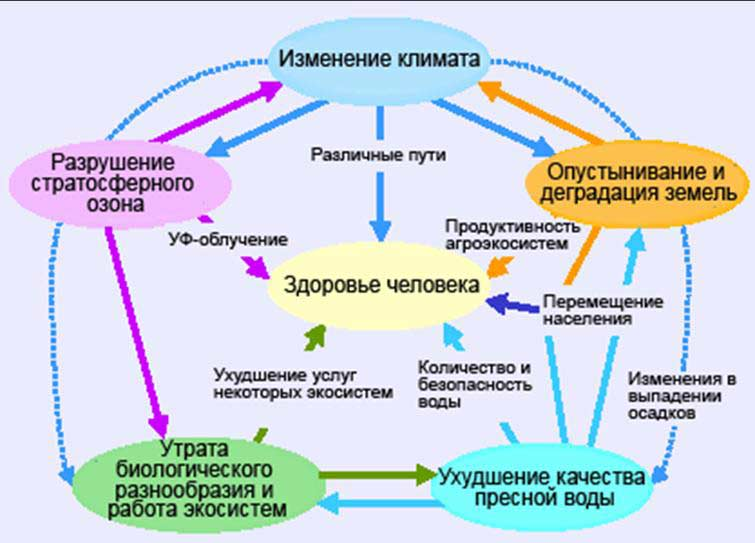 Изменение климата
Различные пути
Разрушение
стратосферного
озона
Опустынивание и
деградация земель
УФ-облучение
Продуктивность
агроэкосистем
Здоровье человека
Перемещение
населения
Ухудшение услуг
некоторых экосистем
Количество и
безопасность
воды
Изменения в
выпадении
осадков
Утрата
биологического
разнообразия и
работа экосистем
Ухудшение качества
пресной воды